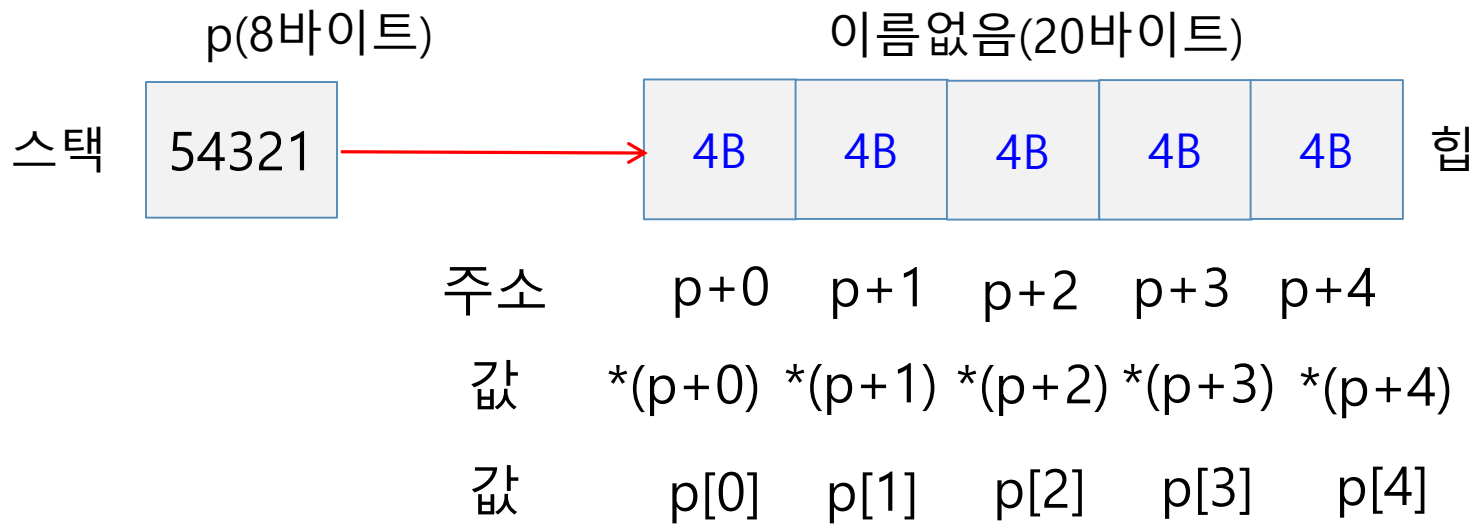 p(8바이트) 이름없음(20바이트)
스택 54321 4B 4B 4B 4B 4B 힙
주소 p+0 p+1 p+2 p+3 p+4
값 *(p+0) *(p+1) *(p+2) *(p+3) *(p+4)
값 p[0] p[1] p[2] p[3] p[4]